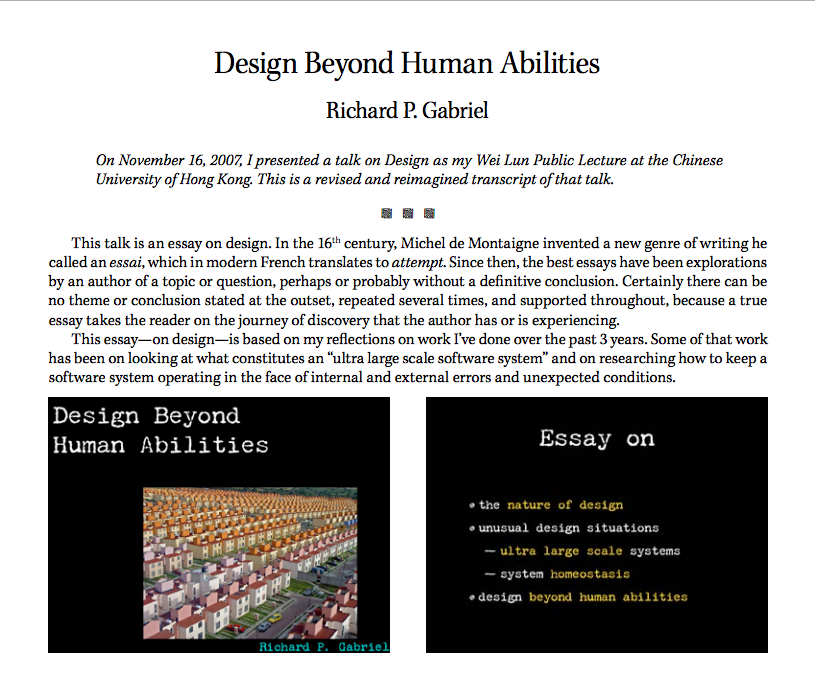 Design Beyond Human Abilities
Richard P. Gabriel
On November 16, 2007, I presented a talk on Design as my Wei Lun Public Lecture at the Chinese
University of Hong Kong. This is a revised and reimagined transcript of that talk.
This talk is an essay on design. In the 16th century, Michel de Montaigne invented a new genre of writing he
called an essai, which in modern French translates to attempt. Since then, the best essays have been explorations
by an author of a topic or question, perhaps or probably without a definitive conclusion. Certainly there can be
no theme or conclusion stated at the outset, repeated several times, and supported throughout, because a true
essay takes the reader on the journey of discovery that the author has or is experiencing.
This essay—on design—is based on my reflections on work I’ve done over the past 3 years. Some of that work
has been on looking at what constitutes an “ultra large scale software system” and on researching how to keep a
software system operating in the face of internal and external errors and unexpected conditions.
Design Beyond
Human Abilities
Richard P. Gabriel
Essay on
• the nature of design
• unusual design situations
— ultra large scale systems
— system homeostasis
• design beyond human abilities